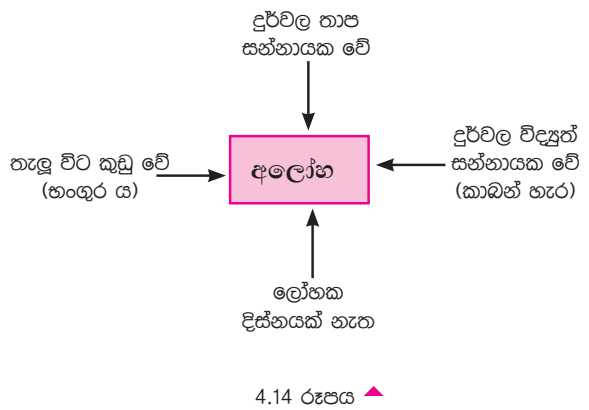 දුර්වල තාප
සන්නායක වේ
තැලූ විට කුඩු වේ
(භංගුර ය)
අලෝහ
දුර්වල විද්‍යුත්
සන්නායක වේ
(කාබන් හැර)
ලෝහක
දිස්නයක් නැත
4.14 රූපය